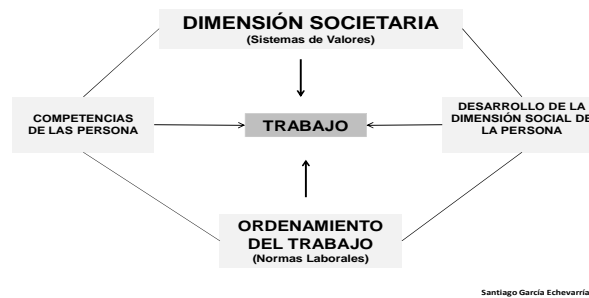 DIMENSIÓN SOCIETARIA
(Sistemas de Valores)
COMPETENCIAS
DE LAS PERSONA
TRABAJO
DESARROLLO DE LA
DIMENSIÓN SOCIAL DE
LA PERSONA
ORDENAMIENTO
DEL TRABAJO
(Normas Laborales)
Santiago García Echevarría